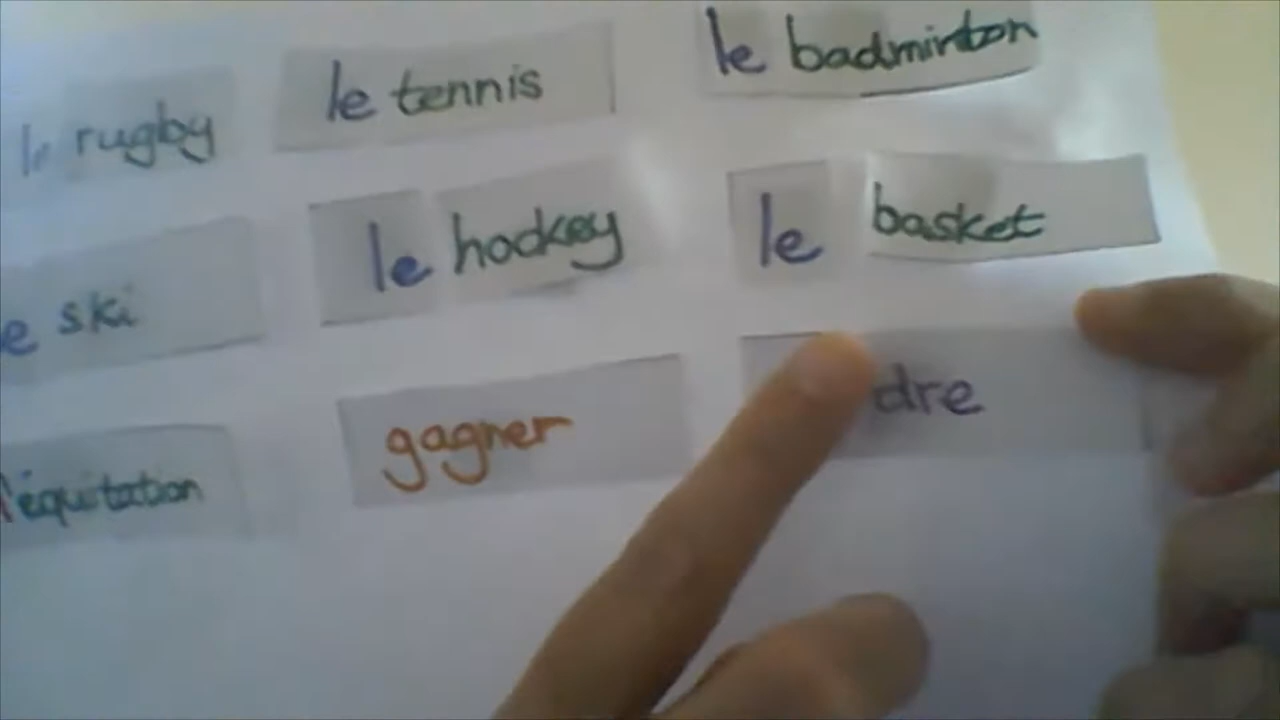 le rugby le tennis le badminton
e ski le hockey le basket
l'équitation gagner dre